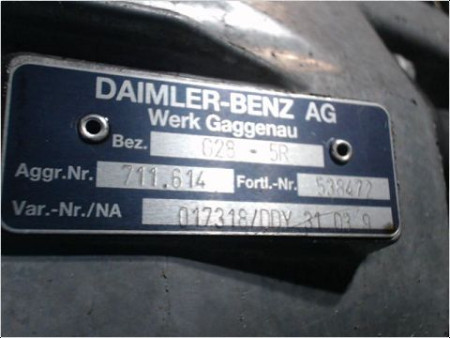 DAIMLER-BENZ AG
Werk Gaggenau
Bez. G28 - 5R
Aggr.Nr. 711.614 Fortl.-Nr. 538472
Var.-Nr./NA 017318/DDY 31 03 9